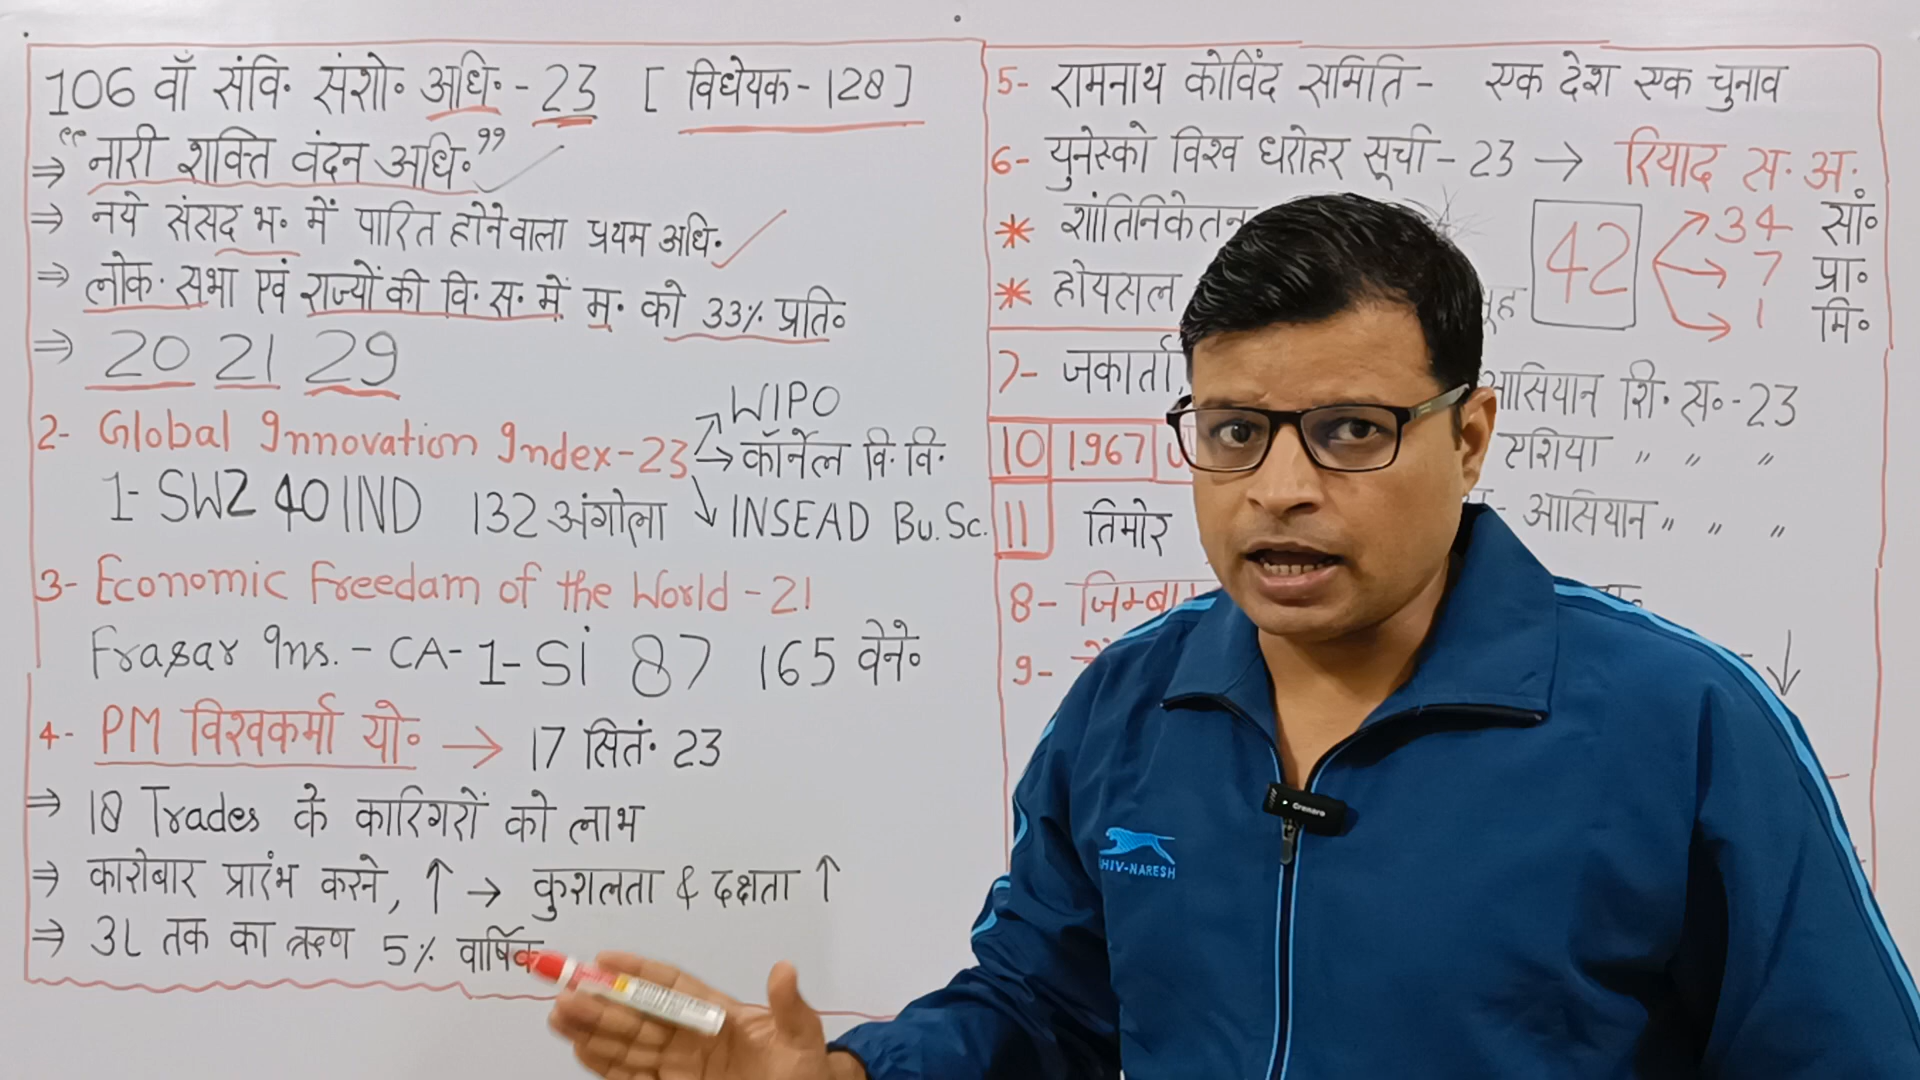 106 वाँ संवि. संशो. अधि. - 23 [ विधेयक - 128 ]
⇒ "नारी शक्ति वंदन अधि॰"
⇒ नये संसद भ. में पारित होनेवाला प्रथम अधि.
⇒ लोक. सभा एवं राज्यों की वि. स. में म. को 33% प्रति॰
⇒ 20 21 29
2- Global Innovation Index-23
→ WIPO
→ कॉर्नेल वि. वि.
→ INSEAD Bu. Sc.
1- SWZ 40 IND 132 अंगोला
3- Economic Freedam of the World - 21
Frasar Ins. - CA- 1- Si 87 165 वेने॰
4- PM विश्वकर्मा यो॰ → 17 सितं. 23
⇒ 18 Trades के कारिगरों को लाभ
⇒ कारोबार प्रारंभ करने, ↑ → कुशलता & दक्षता ↑
⇒ 3L तक का ऋण 5% वार्षिक
5- रामनाथ कोविंद समिति - एक देश एक चुनाव
6- युनेस्को विश्व धरोहर सूची - 23 → रियाद स. अ.
* शांतिनिकेतन
* होयसल
42 → 34 सां॰
→ 7 प्रा॰
→ 1 मि॰
7- जकार्ता, आसियान शि. स॰ - 23
10 1967 एशिया " " "
11 तिमोर - आसियान " " "
8- जिम्बा
9-
HIV-NARESH